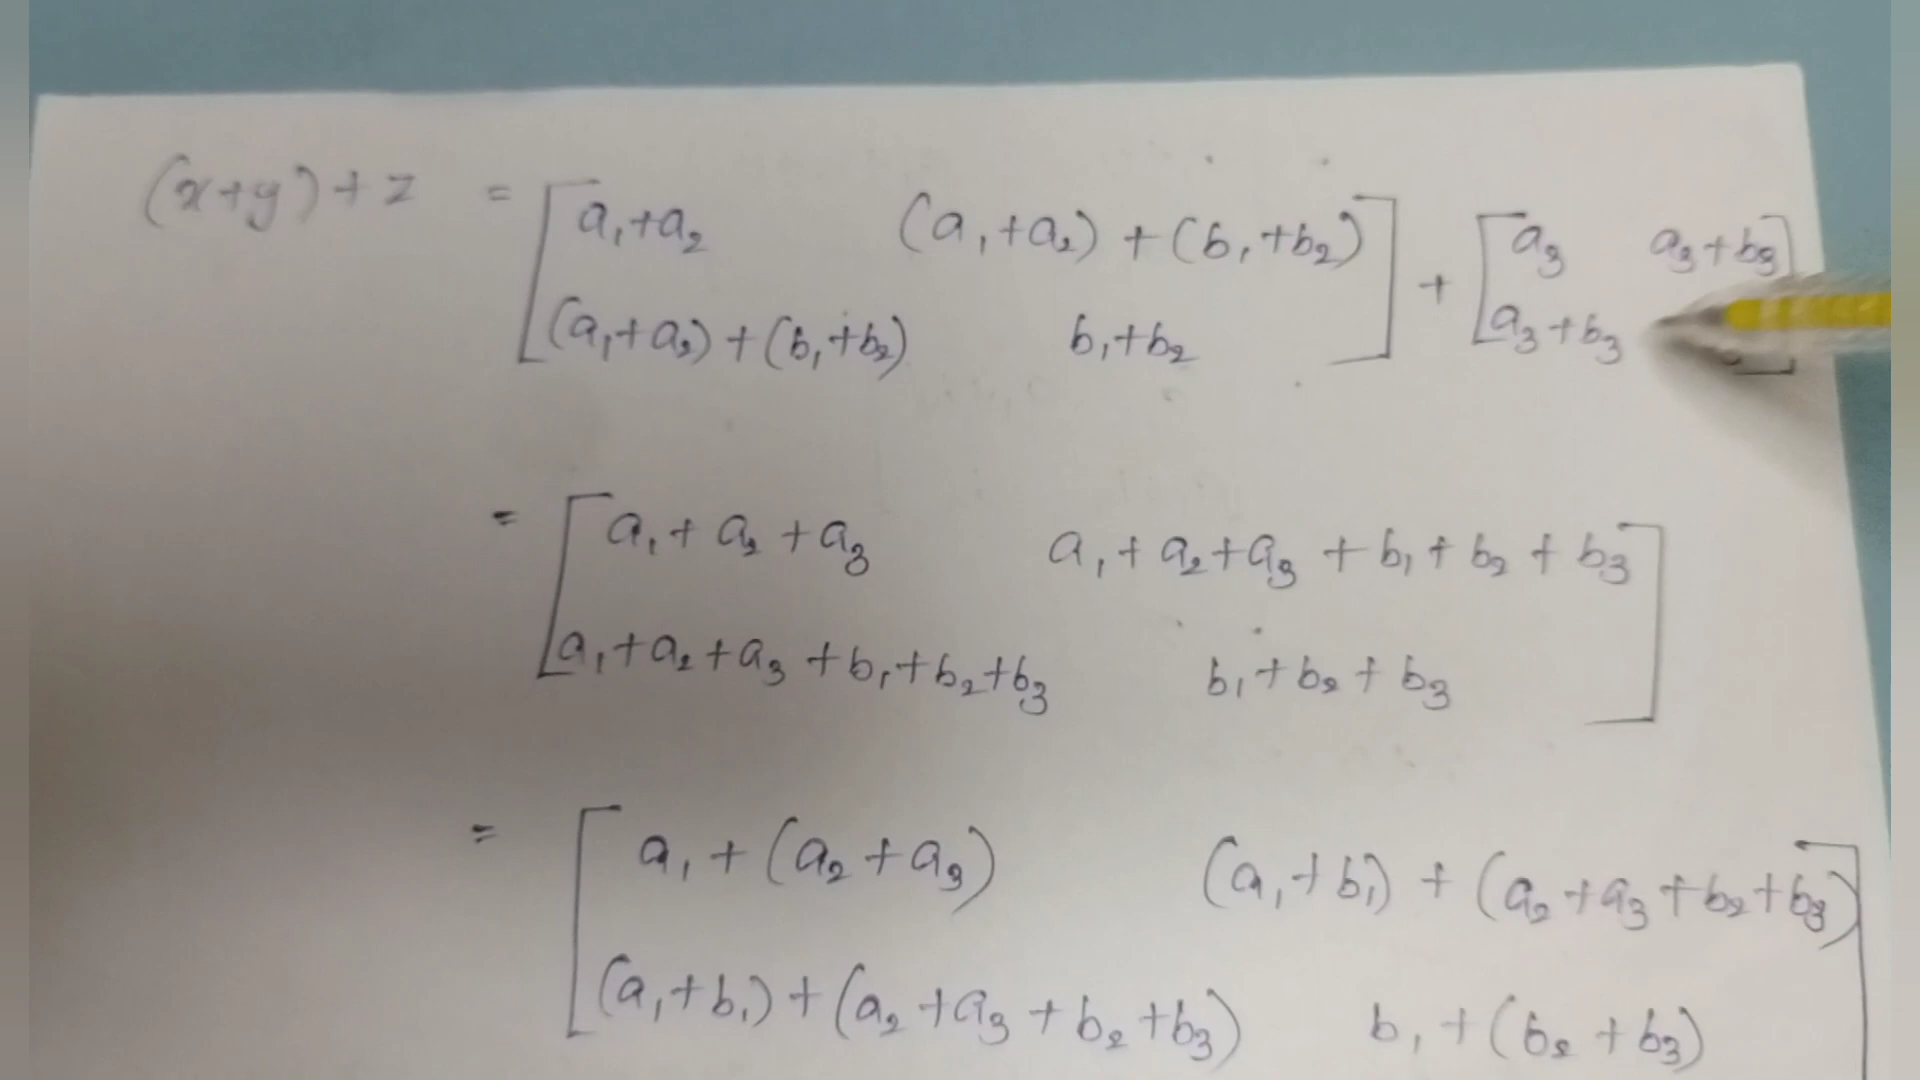 (x+y)+z = [a₁+a₂ (a₁+a₂)+(b₁+b₂)] + [a₃ a₃+b₃]
[(a₁+a₂)+(b₁+b₂) b₁+b₂] [a₃+b₃
= [a₁+a₂+a₃ a₁+a₂+a₃+b₁+b₂+b₃]
[a₁+a₂+a₃+b₁+b₂+b₃ b₁+b₂+b₃]
= [a₁+(a₂+a₃) (a₁+b₁)+(a₂+a₃+b₂+b₃)]
[(a₁+b₁)+(a₂+a₃+b₂+b₃) b₁+(b₂+b₃)